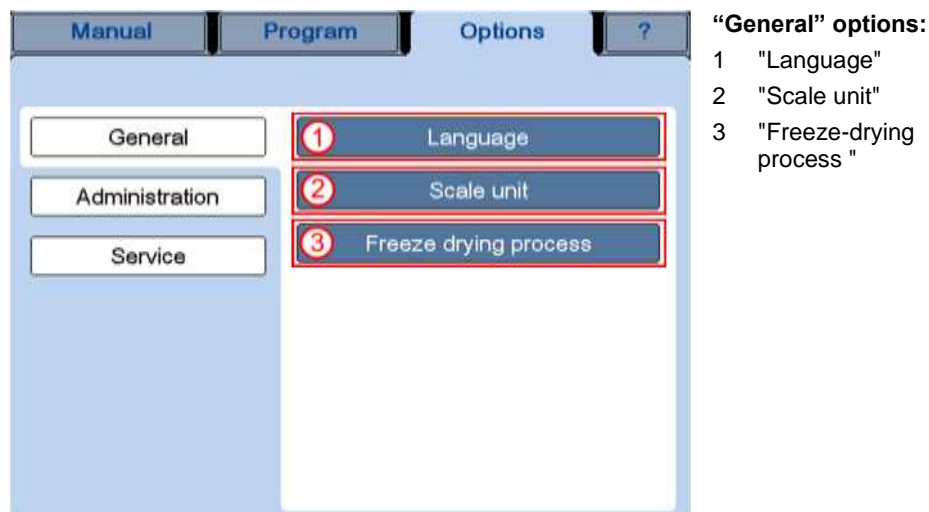 Manual Program Options ?
General
Administration
Service
1 Language
2 Scale unit
3 Freeze drying process
“General” options:
1 "Language"
2 "Scale unit"
3 "Freeze-drying
process "